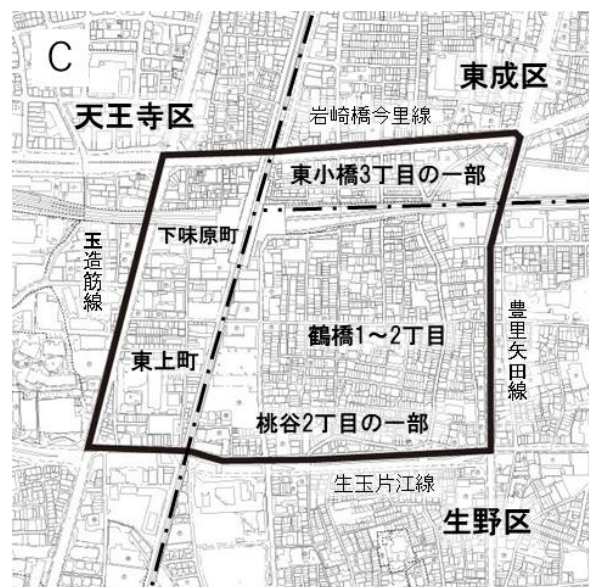 C
東成区
天王寺区
岩崎橋今里線
東小橋3丁目の一部
下味原町
玉造筋線
豊里矢田線
鶴橋1～2丁目
東上町
桃谷2丁目の一部
生玉片江線
生野区